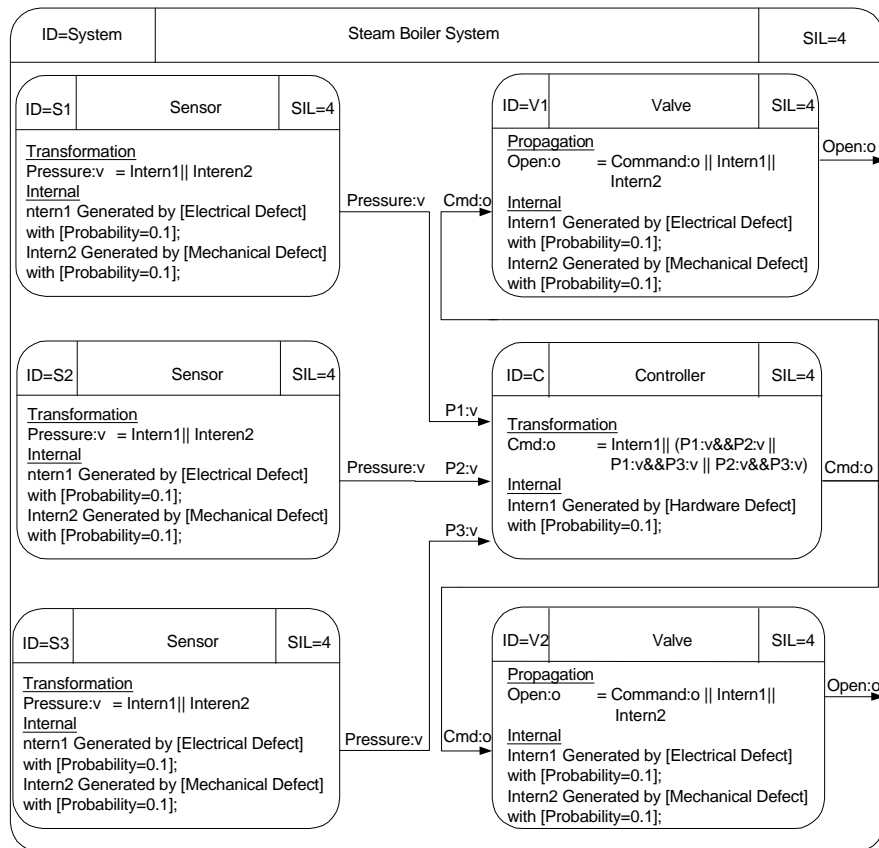 ID=System Steam Boiler System SIL=4
ID=S1 Sensor SIL=4
Transformation
Pressure:v = Intern1|| Interen2
Internal
ntern1 Generated by [Electrical Defect]
with [Probability=0.1];
Intern2 Generated by [Mechanical Defect]
with [Probability=0.1];
Pressure:v
Cmd:o
ID=V1 Valve SIL=4
Propagation
Open:o = Command:o || Intern1||
Intern2
Internal
Intern1 Generated by [Electrical Defect]
with [Probability=0.1];
Intern2 Generated by [Mechanical Defect]
with [Probability=0.1];
Open:o
ID=S2 Sensor SIL=4
Transformation
Pressure:v = Intern1|| Interen2
Internal
ntern1 Generated by [Electrical Defect]
with [Probability=0.1];
Intern2 Generated by [Mechanical Defect]
with [Probability=0.1];
Pressure:v
P1:v
P2:v
P3:v
ID=C Controller SIL=4
Transformation
Cmd:o = Intern1|| (P1:v&&P2:v ||
P1:v&&P3:v || P2:v&&P3:v)
Internal
Intern1 Generated by [Hardware Defect]
with [Probability=0.1];
Cmd:o
ID=S3 Sensor SIL=4
Transformation
Pressure:v = Intern1|| Interen2
Internal
ntern1 Generated by [Electrical Defect]
with [Probability=0.1];
Intern2 Generated by [Mechanical Defect]
with [Probability=0.1];
Pressure:v
Cmd:o
ID=V2 Valve SIL=4
Propagation
Open:o = Command:o || Intern1||
Intern2
Internal
Intern1 Generated by [Electrical Defect]
with [Probability=0.1];
Intern2 Generated by [Mechanical Defect]
with [Probability=0.1];
Open:o